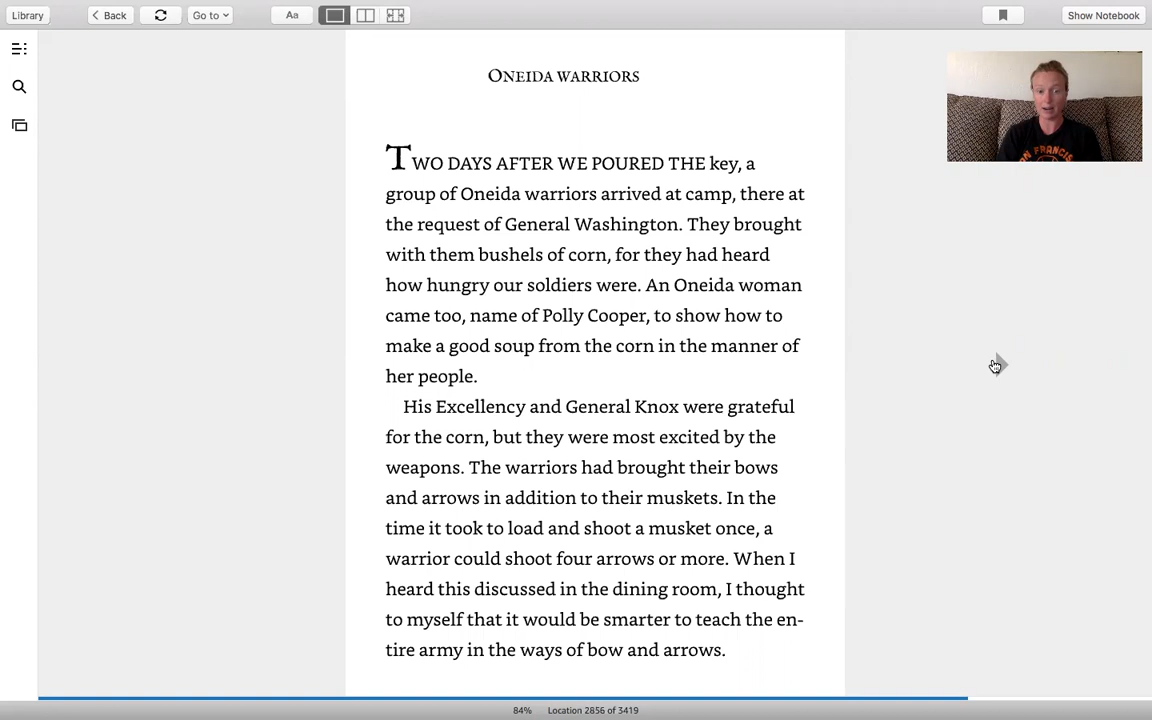 Library
Back
Go to
Aa
Show Notebook
ONEIDA WARRIORS
TWO DAYS AFTER WE POURED THE key, a
group of Oneida warriors arrived at camp, there at
the request of General Washington. They brought
with them bushels of corn, for they had heard
how hungry our soldiers were. An Oneida woman
came too, name of Polly Cooper, to show how to
make a good soup from the corn in the manner of
her people.
His Excellency and General Knox were grateful
for the corn, but they were most excited by the
weapons. The warriors had brought their bows
and arrows in addition to their muskets. In the
time it took to load and shoot a musket once, a
warrior could shoot four arrows or more. When I
heard this discussed in the dining room, I thought
to myself that it would be smarter to teach the en-
tire army in the ways of bow and arrows.
84% Location 2856 of 3419